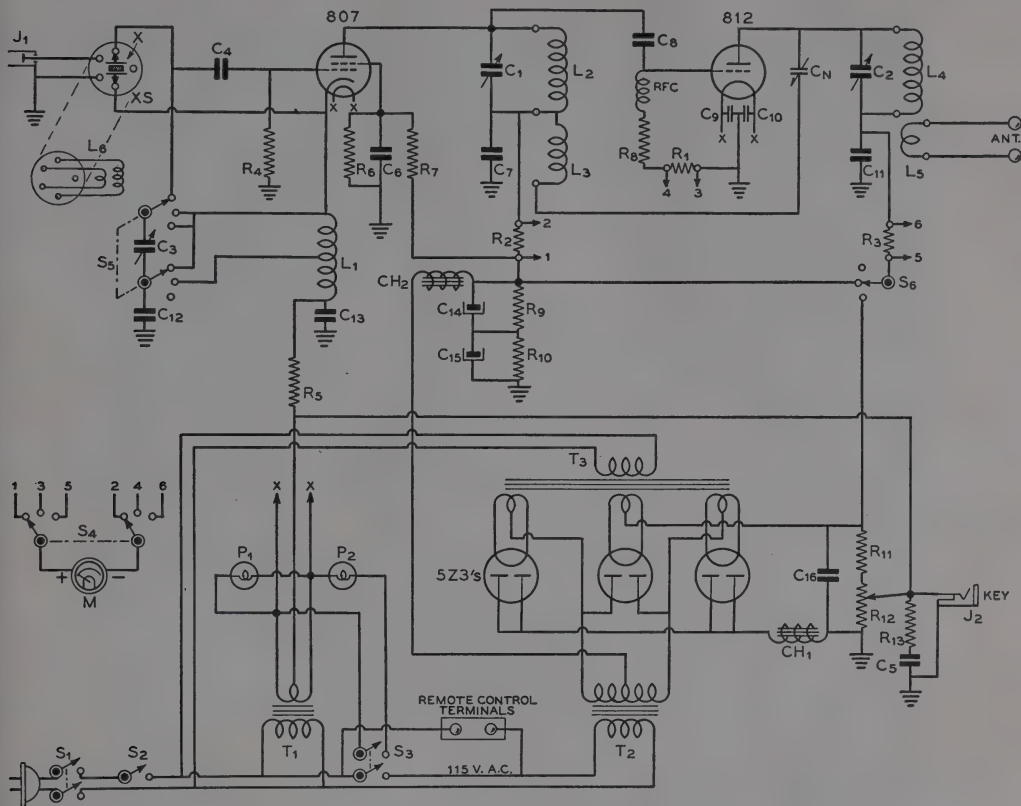 J1
X
XS
C4
807
C1
L2
C8
812
CN
C2
L4
RFC
C9
C10
L6
R4
R6
C6
R7
C7
L3
R8
R1
4
3
C11
L5
ANT.
X X
X X
S5
C3
C12
L1
C13
R2
2
1
R3
6
5
S6
CH2
C14
C15
R9
R10
R5
T3
1 3 5
2 4 6
S4
+ M −
X X
P1
P2
5Z3's
C16
R11
R12
KEY
J2
R13
C5
CH1
REMOTE CONTROL
TERMINALS
S1
S2
T1
S3
115 V. A.C.
T2